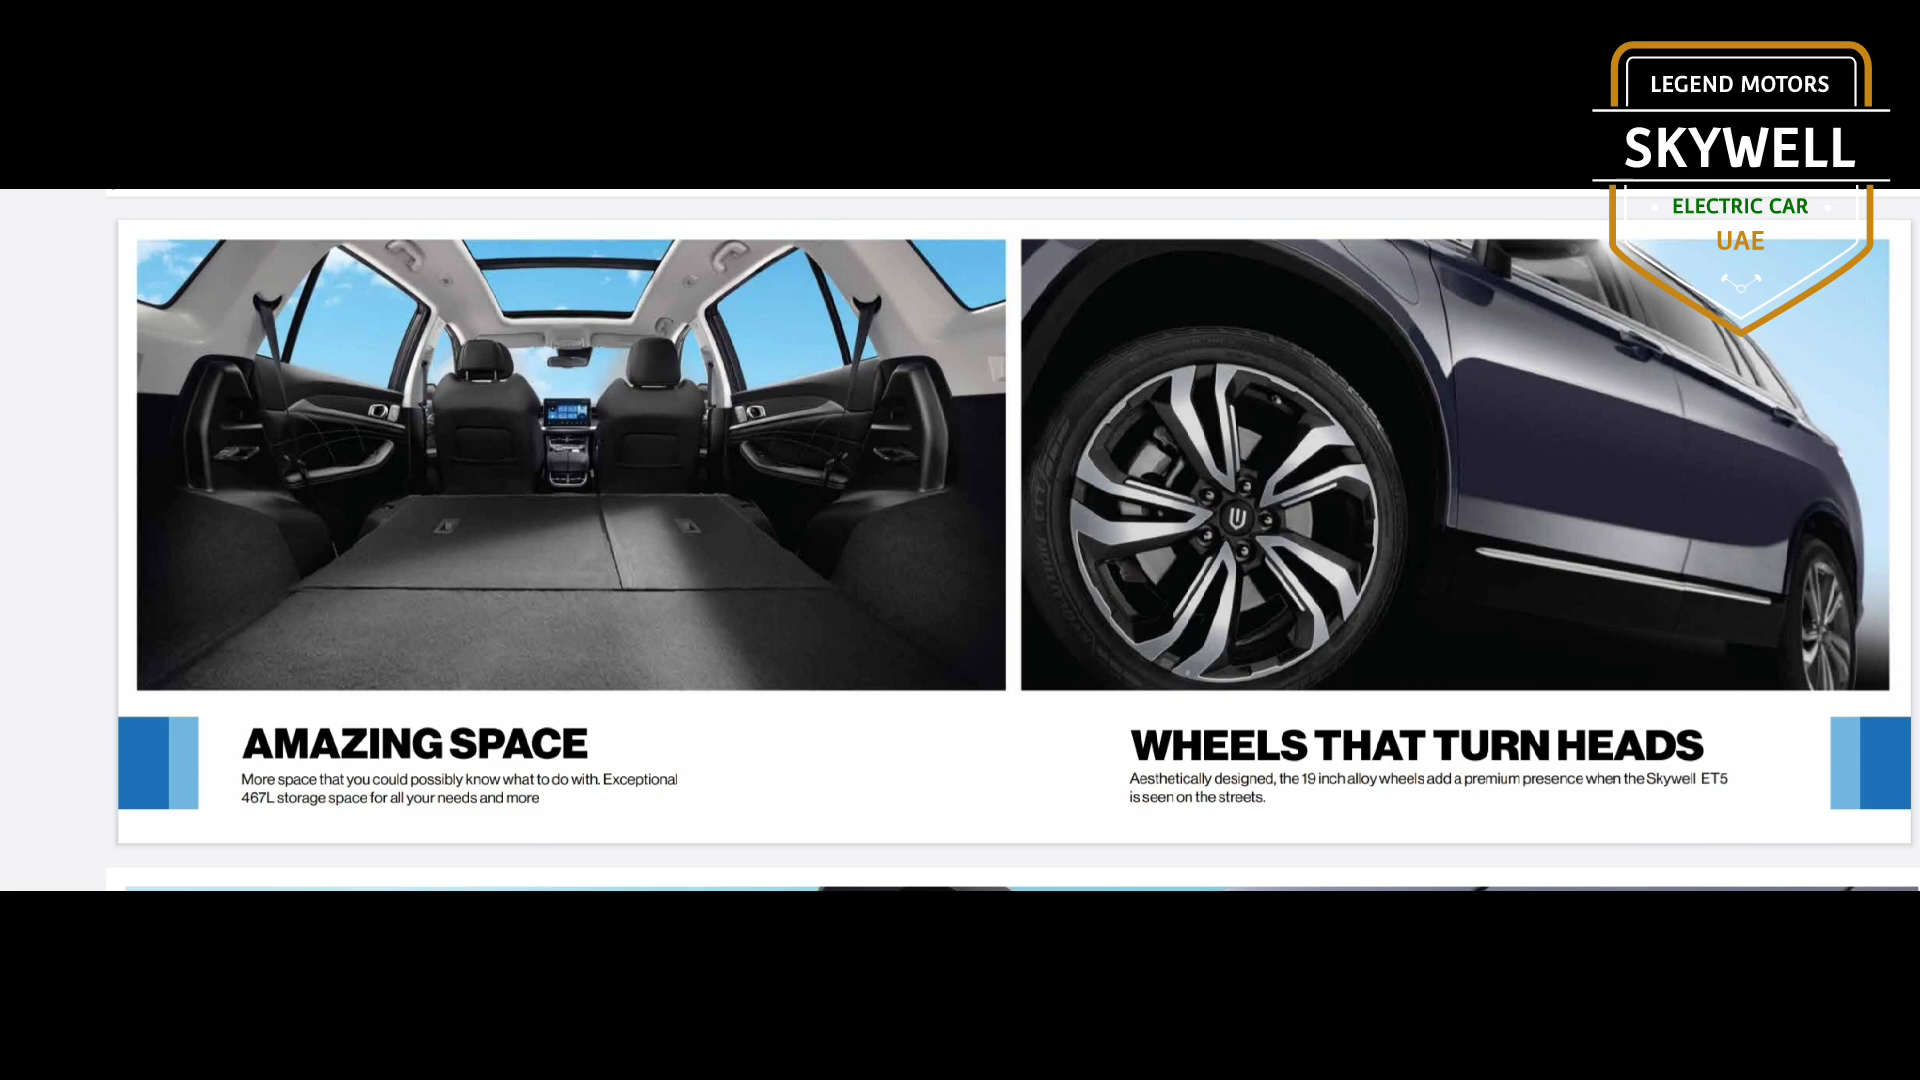 LEGEND MOTORS
SKYWELL
ELECTRIC CAR
UAE
AMAZING SPACE
More space that you could possibly know what to do with. Exceptional
467L storage space for all your needs and more
WHEELS THAT TURN HEADS
Aesthetically designed, the 19 inch alloy wheels add a premium presence when the Skywell ET5
is seen on the streets.